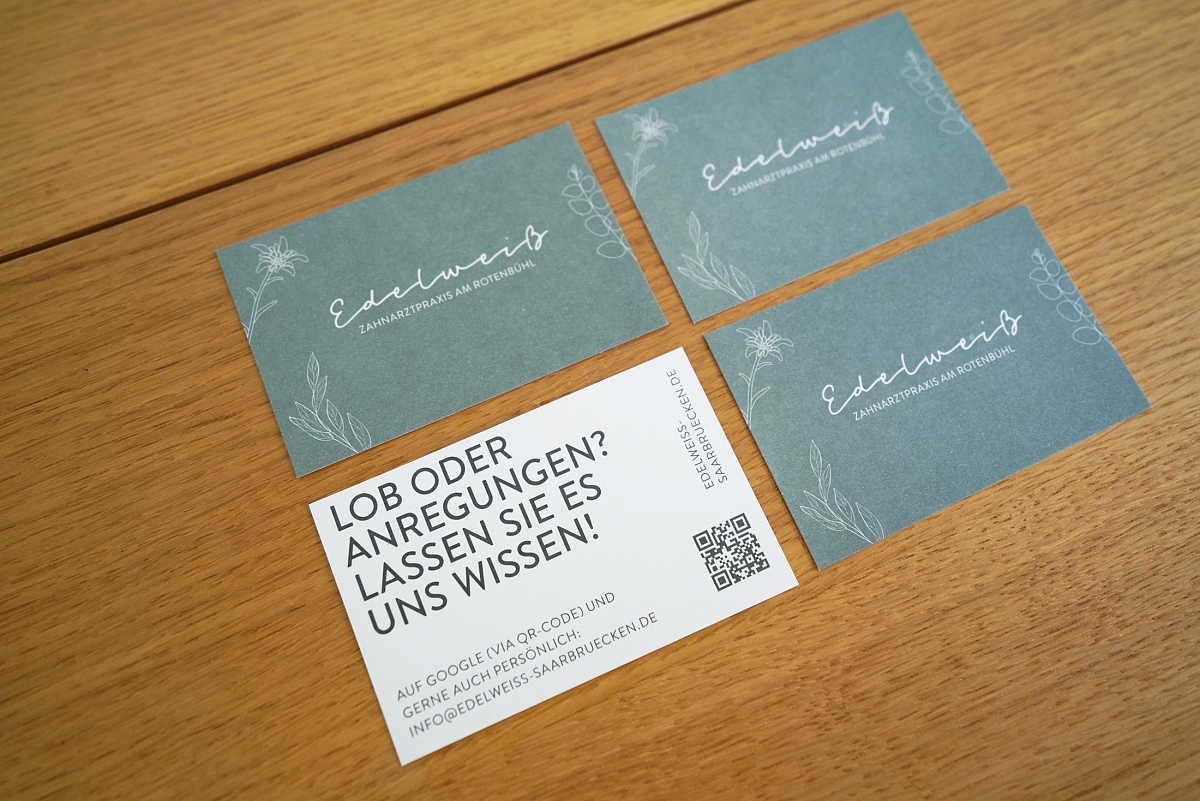 Edelweiß
ZAHNARZTPRAXIS AM ROTENBÜHL
Edelweiß
ZAHNARZTPRAXIS AM ROTENBÜHL
Edelweiß
ZAHNARZTPRAXIS AM ROTENBÜHL
LOB ODER
ANREGUNGEN?
LASSEN SIE ES
UNS WISSEN!
AUF GOOGLE (VIA QR-CODE) UND
GERNE AUCH PERSÖNLICH:
INFO@EDELWEISS-SAARBRUECKEN.DE
EDELWEISS-
SAARBRUECKEN.DE